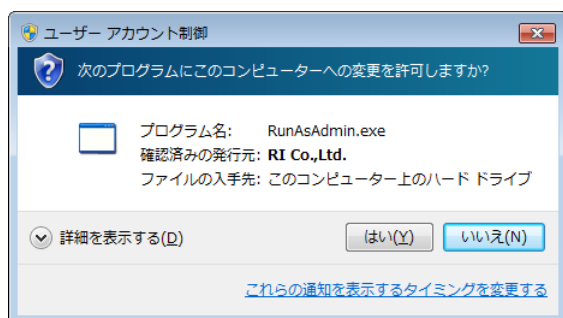 ユーザー アカウント制御
次のプログラムにこのコンピューターへの変更を許可しますか?
プログラム名: RunAsAdmin.exe
確認済みの発行元: RI Co.,Ltd.
ファイルの入手先: このコンピューター上のハード ドライブ
詳細を表示する(D) はい(Y) いいえ(N)
これらの通知を表示するタイミングを変更する